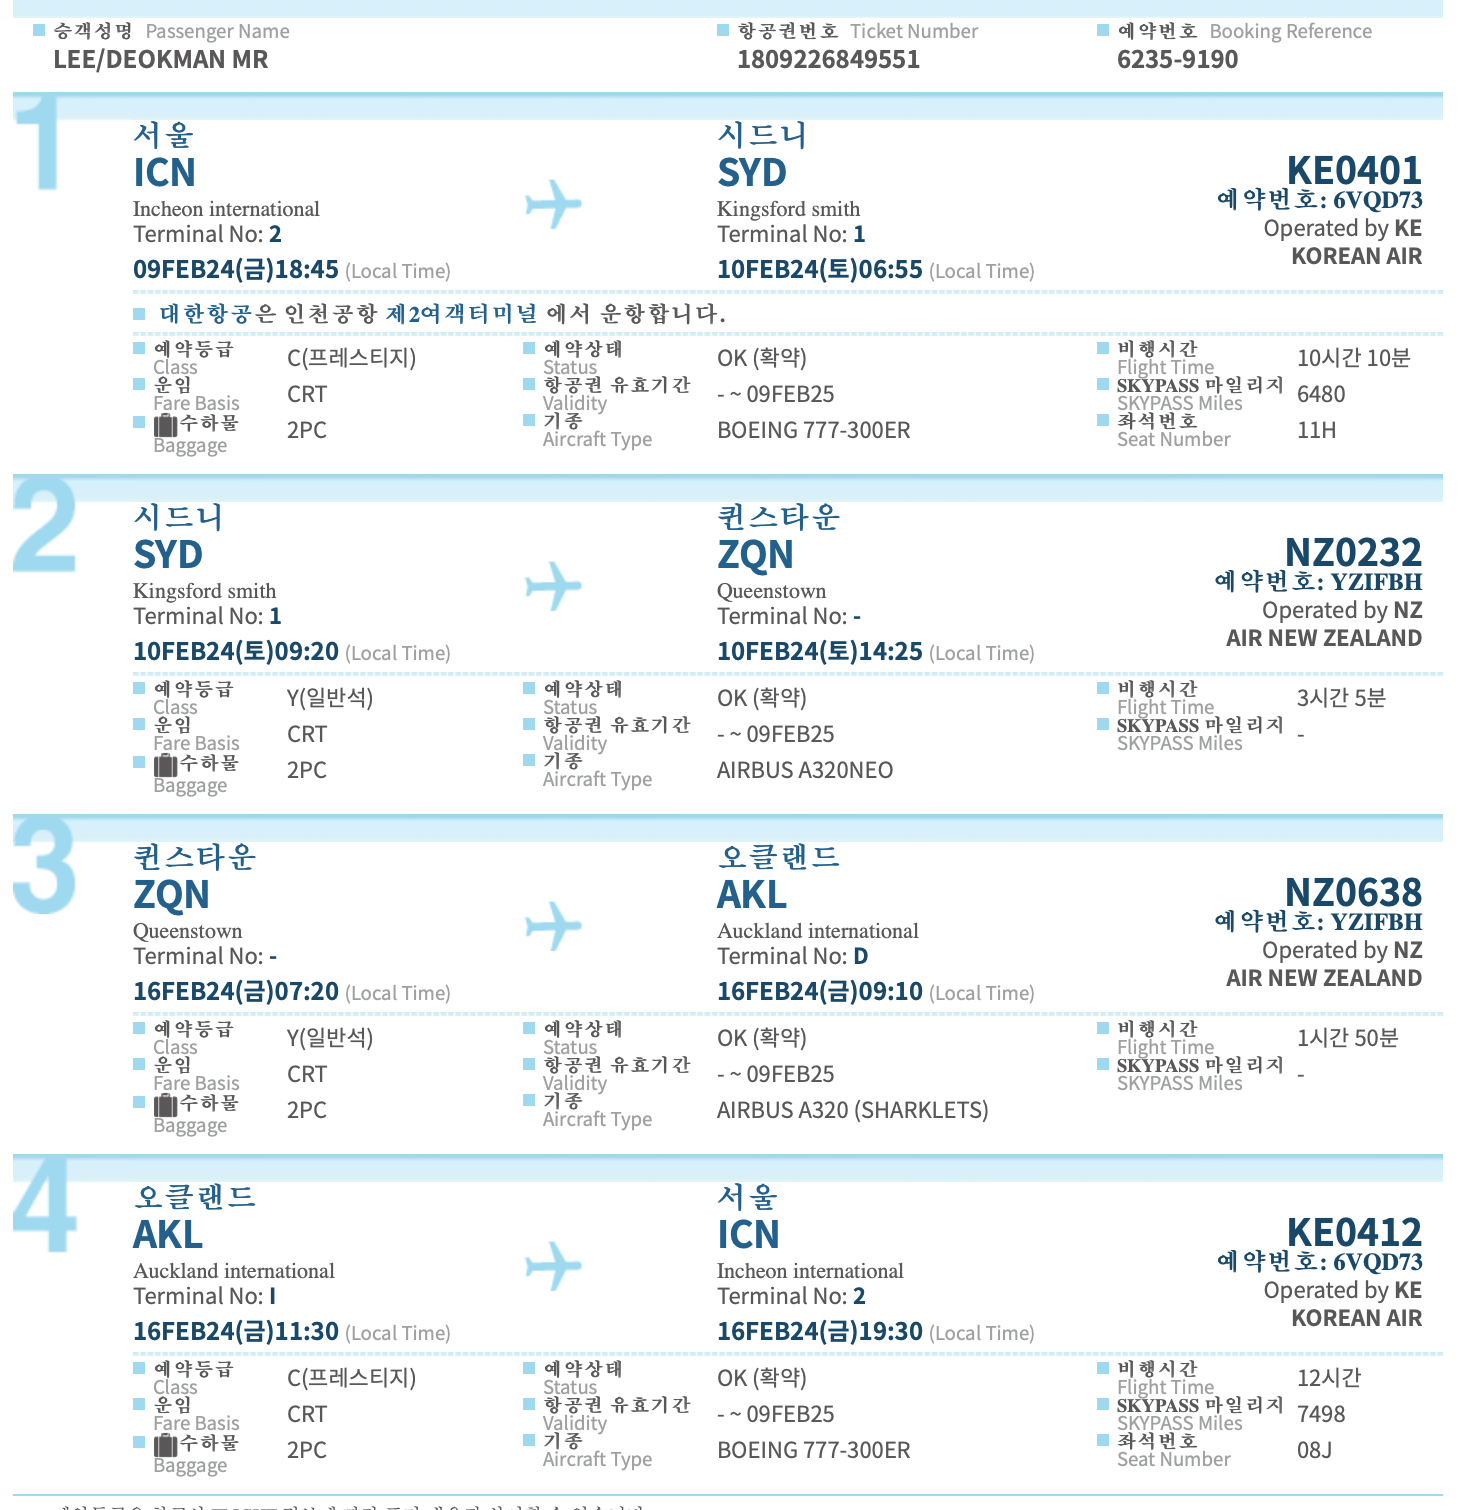 승객성명 Passenger Name 항공권번호 Ticket Number 예약번호 Booking Reference
LEE/DEOKMAN MR 1809226849551 6235-9190
1
서울 시드니
ICN SYD KE0401
예약번호: 6VQD73
Incheon international Kingsford smith
Terminal No: 2 Terminal No: 1 Operated by KE
KOREAN AIR
09FEB24(금)18:45 (Local Time) 10FEB24(토)06:55 (Local Time)
대한항공은 인천공항 제2여객터미널 에서 운항합니다.
예약등급 Class C(프레스티지) 예약상태 Status OK (확약) 비행시간 Flight Time 10시간 10분
운임 Fare Basis CRT 항공권 유효기간 Validity - ~ 09FEB25 SKYPASS 마일리지 SKYPASS Miles 6480
수하물 Baggage 2PC 기종 Aircraft Type BOEING 777-300ER 좌석번호 Seat Number 11H
2
시드니 퀸스타운
SYD ZQN NZ0232
예약번호: YZIFBH
Kingsford smith Queenstown
Terminal No: 1 Terminal No: - Operated by NZ
AIR NEW ZEALAND
10FEB24(토)09:20 (Local Time) 10FEB24(토)14:25 (Local Time)
예약등급 Class Y(일반석) 예약상태 Status OK (확약) 비행시간 Flight Time 3시간 5분
운임 Fare Basis CRT 항공권 유효기간 Validity - ~ 09FEB25 SKYPASS 마일리지 SKYPASS Miles -
수하물 Baggage 2PC 기종 Aircraft Type AIRBUS A320NEO
3
퀸스타운 오클랜드
ZQN AKL NZ0638
예약번호: YZIFBH
Queenstown Auckland international
Terminal No: - Terminal No: D Operated by NZ
AIR NEW ZEALAND
16FEB24(금)07:20 (Local Time) 16FEB24(금)09:10 (Local Time)
예약등급 Class Y(일반석) 예약상태 Status OK (확약) 비행시간 Flight Time 1시간 50분
운임 Fare Basis CRT 항공권 유효기간 Validity - ~ 09FEB25 SKYPASS 마일리지 SKYPASS Miles -
수하물 Baggage 2PC 기종 Aircraft Type AIRBUS A320 (SHARKLETS)
4
오클랜드 서울
AKL ICN KE0412
예약번호: 6VQD73
Auckland international Incheon international
Terminal No: I Terminal No: 2 Operated by KE
KOREAN AIR
16FEB24(금)11:30 (Local Time) 16FEB24(금)19:30 (Local Time)
예약등급 Class C(프레스티지) 예약상태 Status OK (확약) 비행시간 Flight Time 12시간
운임 Fare Basis CRT 항공권 유효기간 Validity - ~ 09FEB25 SKYPASS 마일리지 SKYPASS Miles 7498
수하물 Baggage 2PC 기종 Aircraft Type BOEING 777-300ER 좌석번호 Seat Number 08J